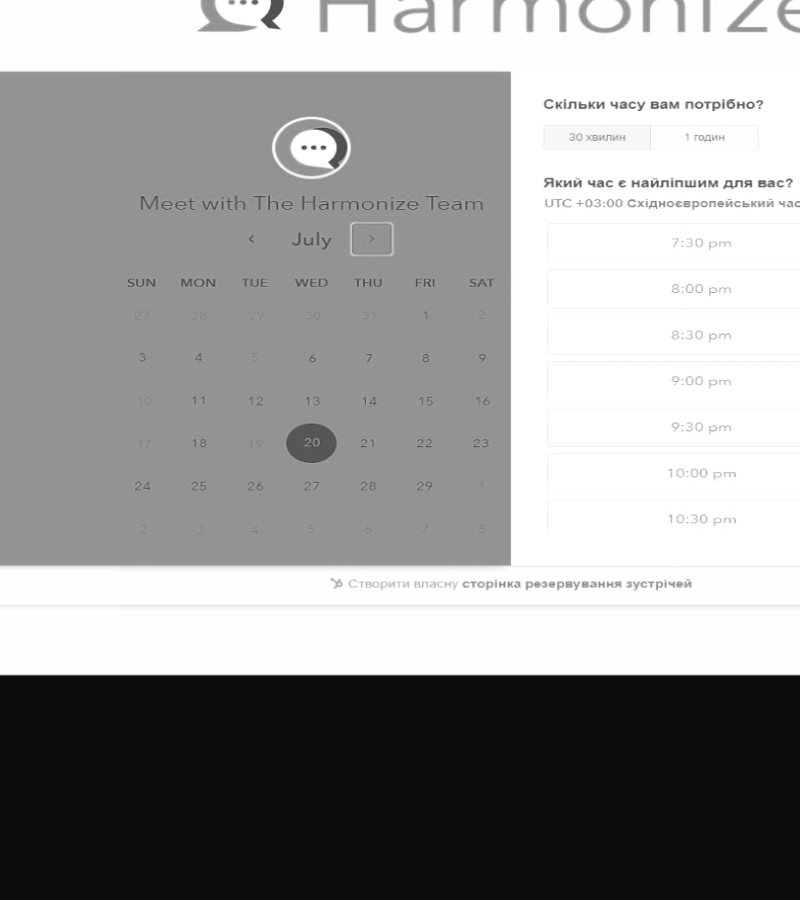 Harmonize
Meet with The Harmonize Team
July
SUN MON TUE WED THU FRI SAT
27 28 29 30 31 1 2
3 4 5 6 7 8 9
10 11 12 13 14 15 16
17 18 19 20 21 22 23
24 25 26 27 28 29 1
2 3 4 5 6 7 8
Скільки часу вам потрібно?
30 хвилин 1 годин
Який час є найліпшим для вас?
UTC +03:00 Східноєвропейський час
7:30 pm
8:00 pm
8:30 pm
9:00 pm
9:30 pm
10:00 pm
10:30 pm
Створити власну сторінка резервування зустрічей